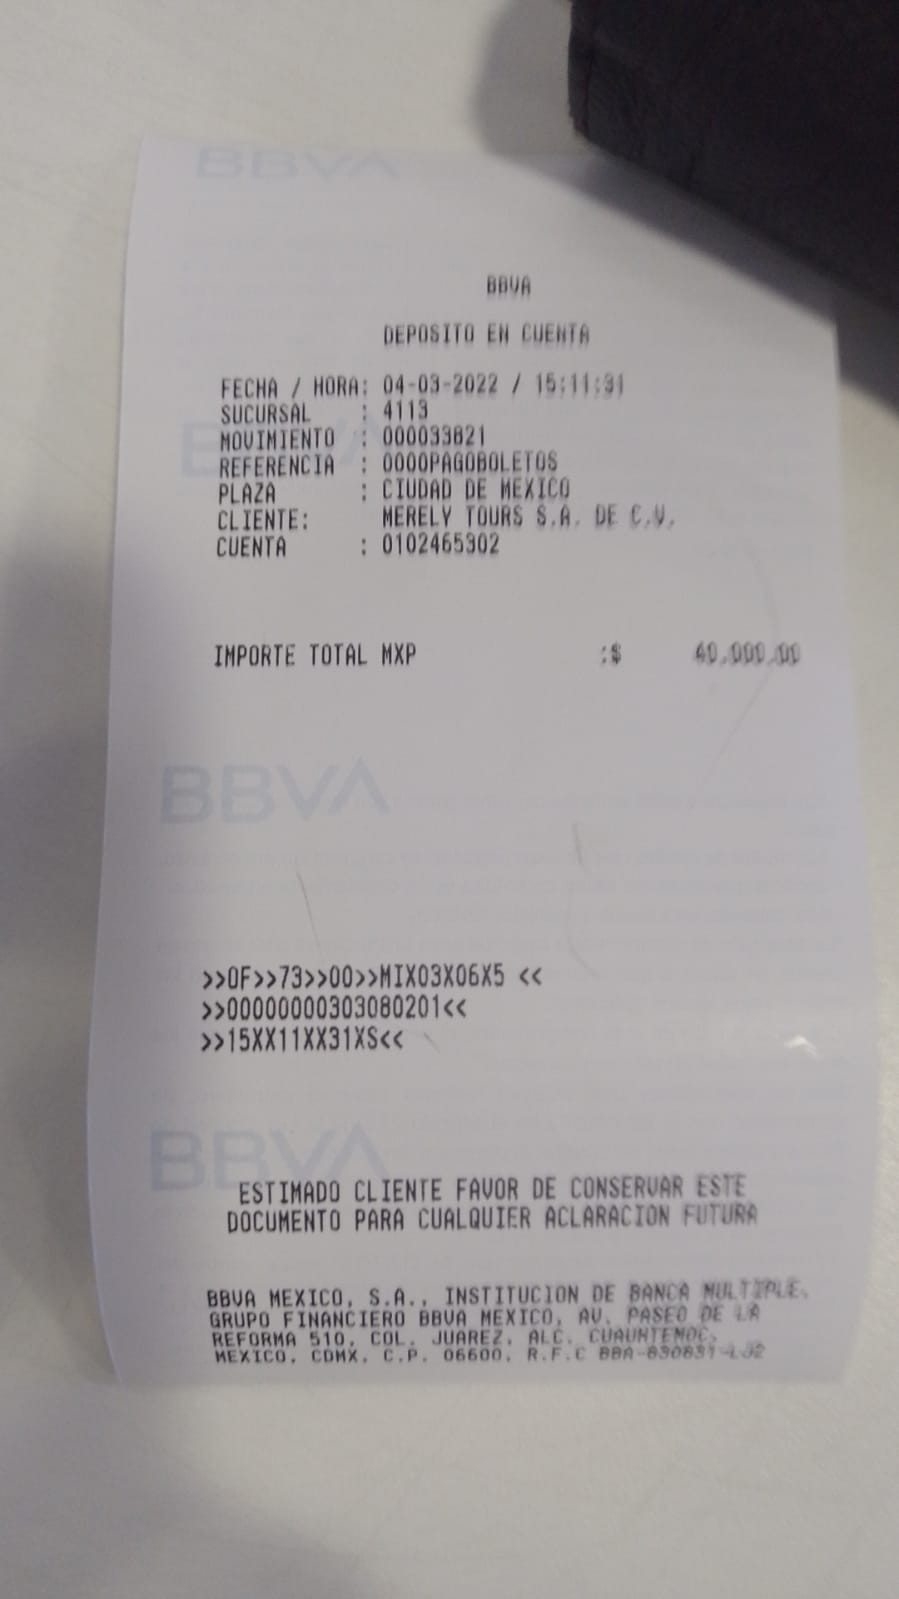 BBVA
BBVA
DEPOSITO EN CUENTA
FECHA / HORA: 04-03-2022 / 15:11:31
SUCURSAL : 4113
MOVIMIENTO : 000033821
REFERENCIA : 0000PAGOBOLETOS
PLAZA : CIUDAD DE MEXICO
CLIENTE: MERELY TOURS S.A. DE C.V.
CUENTA : 0102465302
IMPORTE TOTAL MXP :$ 40,000.00
BBVA
>>0F>>73>>00>>MIX03X06X5 <<
>>00000000303080201<<
>>15XX11XX31XS<<
BBVA
ESTIMADO CLIENTE FAVOR DE CONSERVAR ESTE
DOCUMENTO PARA CUALQUIER ACLARACION FUTURA
BBVA MEXICO, S.A., INSTITUCION DE BANCA MULTIPLE,
GRUPO FINANCIERO BBVA MEXICO, AV. PASEO DE LA
REFORMA 510, COL. JUAREZ, ALC. CUAUHTEMOC,
MEXICO, CDMX, C.P. 06600, R.F.C